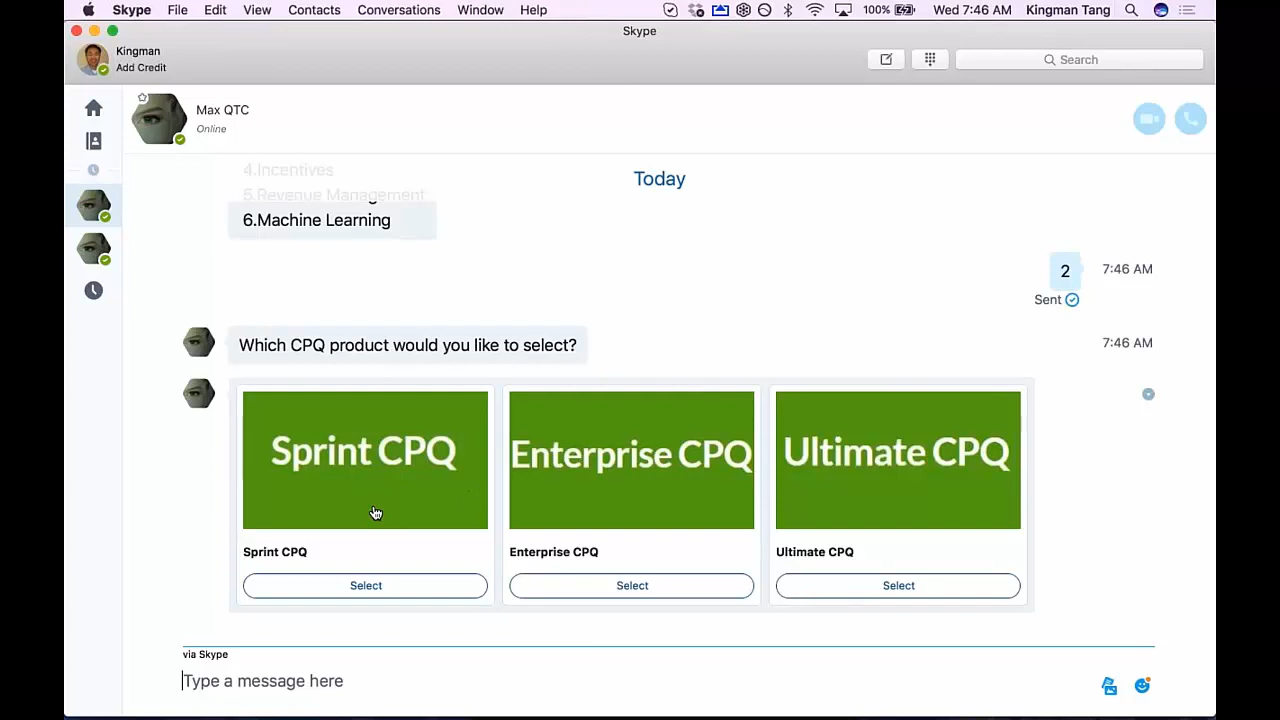 Skype File Edit View Contacts Conversations Window Help 100% Wed 7:46 AM Kingman Tang
Skype
Kingman
Add Credit
Search
Max QTC
Online
4.Incentives
Today
5.Revenue Management
6.Machine Learning
2 7:46 AM
Sent
Which CPQ product would you like to select? 7:46 AM
Sprint CPQ Enterprise CPQ Ultimate CPQ
Sprint CPQ Enterprise CPQ Ultimate CPQ
Select Select Select
via Skype
Type a message here